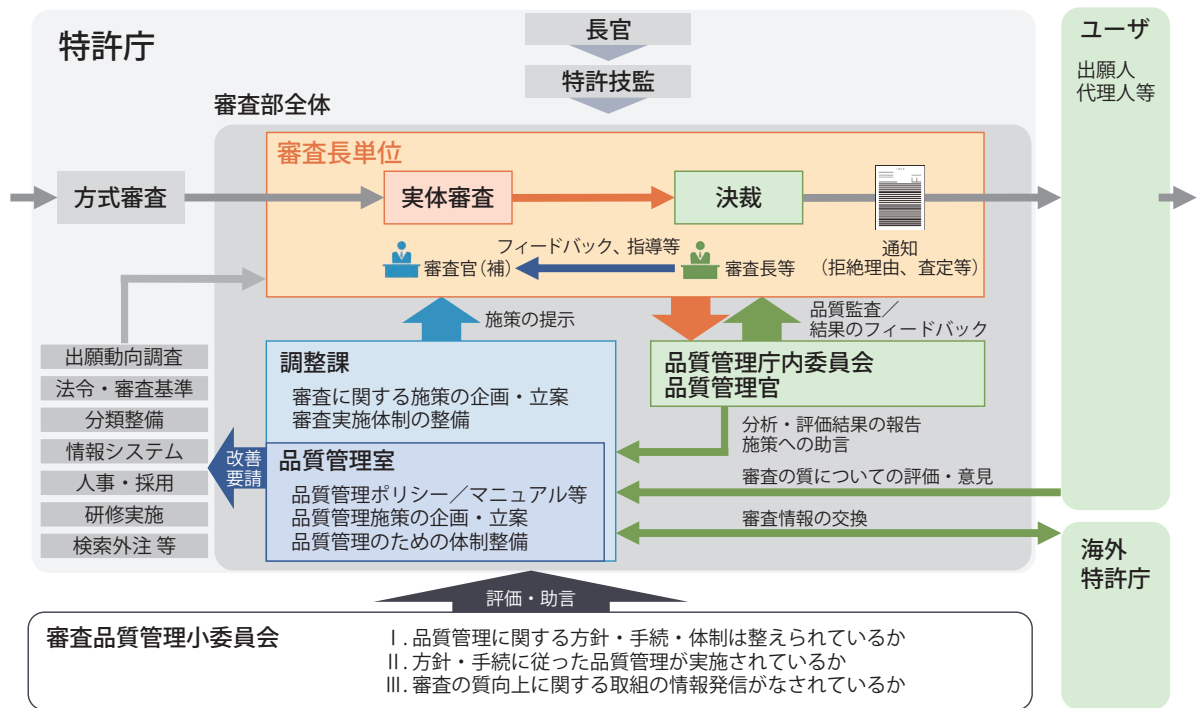 特許庁
長官
特許技監
ユーザ
出願人
代理人等
審査部全体
審査長単位
方式審査
実体審査
決裁
フィードバック、指導等
審査官（補）
審査長等
通知
（拒絶理由、査定等）
施策の提示
品質監査／
結果のフィードバック
出願動向調査
法令・審査基準
分類整備
情報システム
人事・採用
研修実施
検索外注 等
改善
要請
調整課
審査に関する施策の企画・立案
審査実施体制の整備
品質管理室
品質管理ポリシー／マニュアル等
品質管理施策の企画・立案
品質管理のための体制整備
品質管理庁内委員会
品質管理官
分析・評価結果の報告
施策への助言
審査の質についての評価・意見
審査情報の交換
海外
特許庁
評価・助言
審査品質管理小委員会
Ⅰ. 品質管理に関する方針・手続・体制は整えられているか
Ⅱ. 方針・手続に従った品質管理が実施されているか
Ⅲ. 審査の質向上に関する取組の情報発信がなされているか